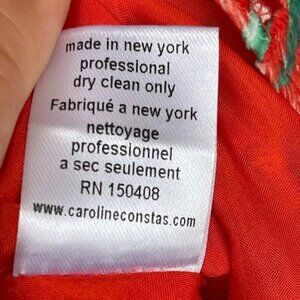 made in new york
professional
dry clean only
Fabriqué a new york
nettoyage
professionnel
a sec seulement
RN 150408
www.carolineconstas.com